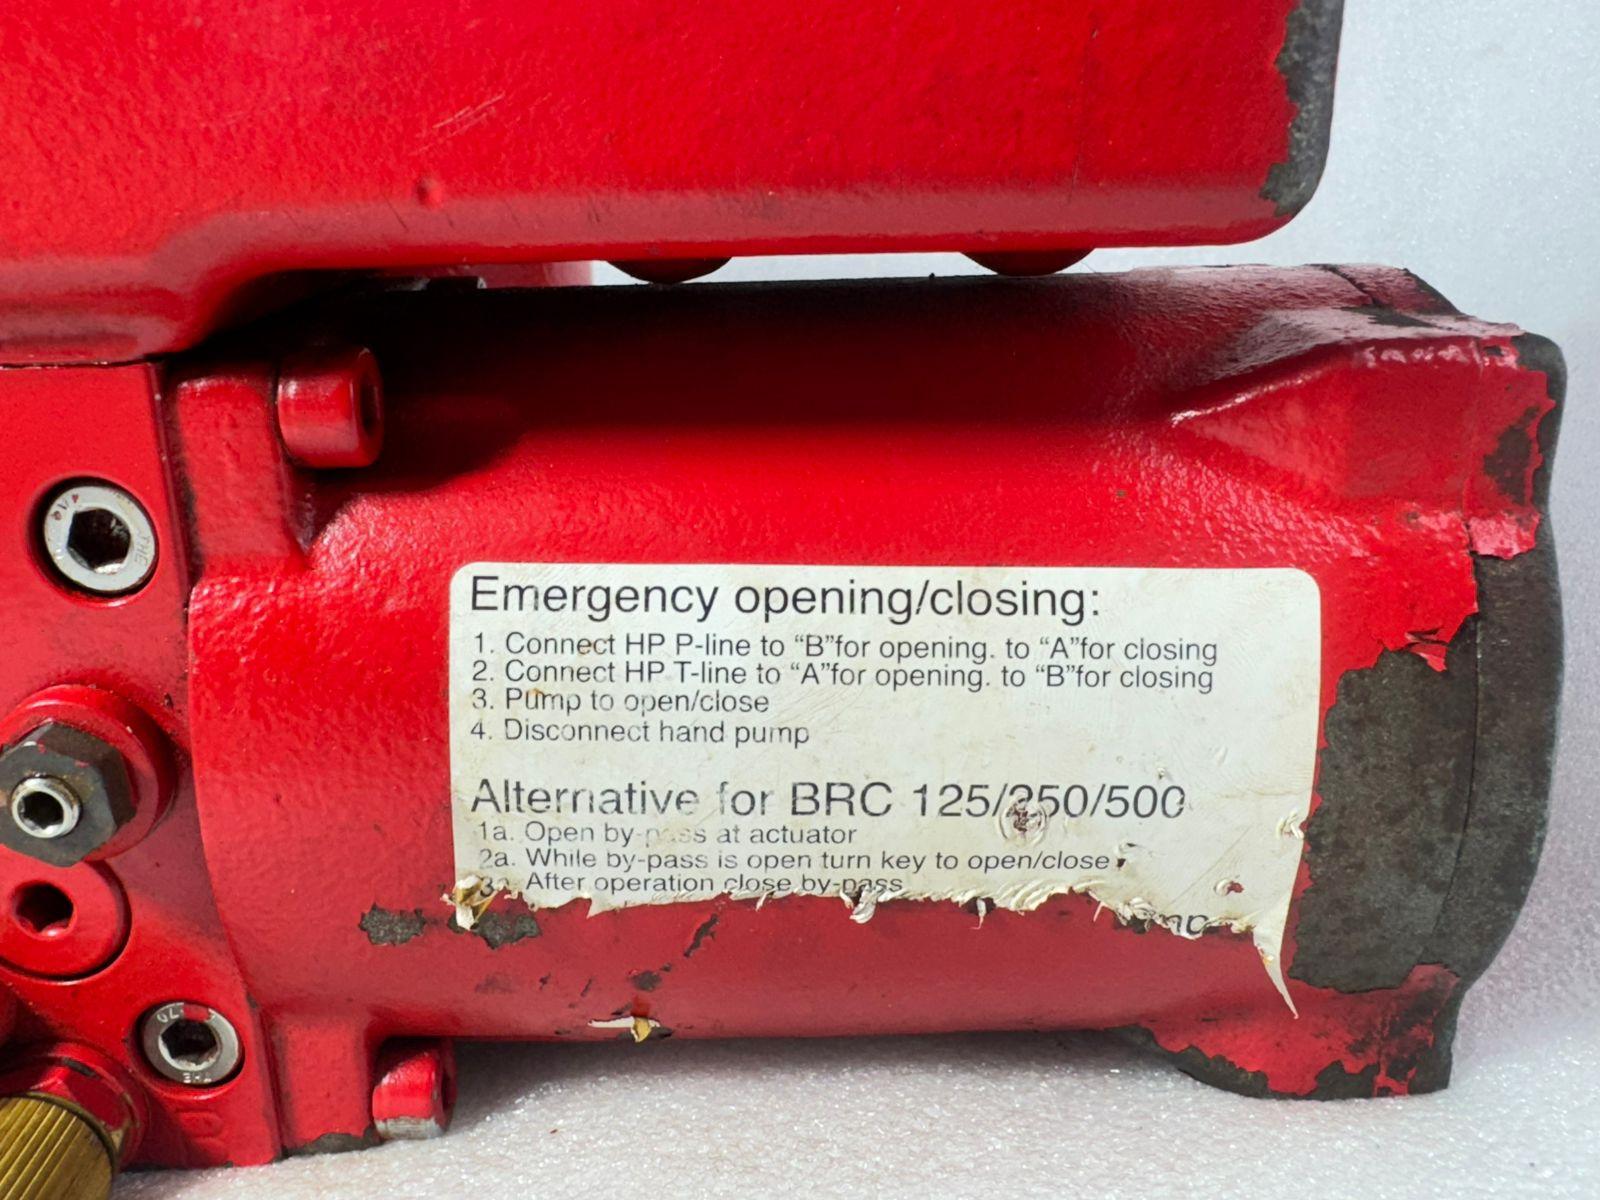 Emergency opening/closing:
1. Connect HP P-line to “B”for opening. to “A”for closing
2. Connect HP T-line to “A”for opening. to “B”for closing
3. Pump to open/close
4. Disconnect hand pump
Alternative for BRC 125/250/500
1a. Open by-pass at actuator
2a. While by-pass is open turn key to open/close
3a. After operation close by-pass
THE
THE